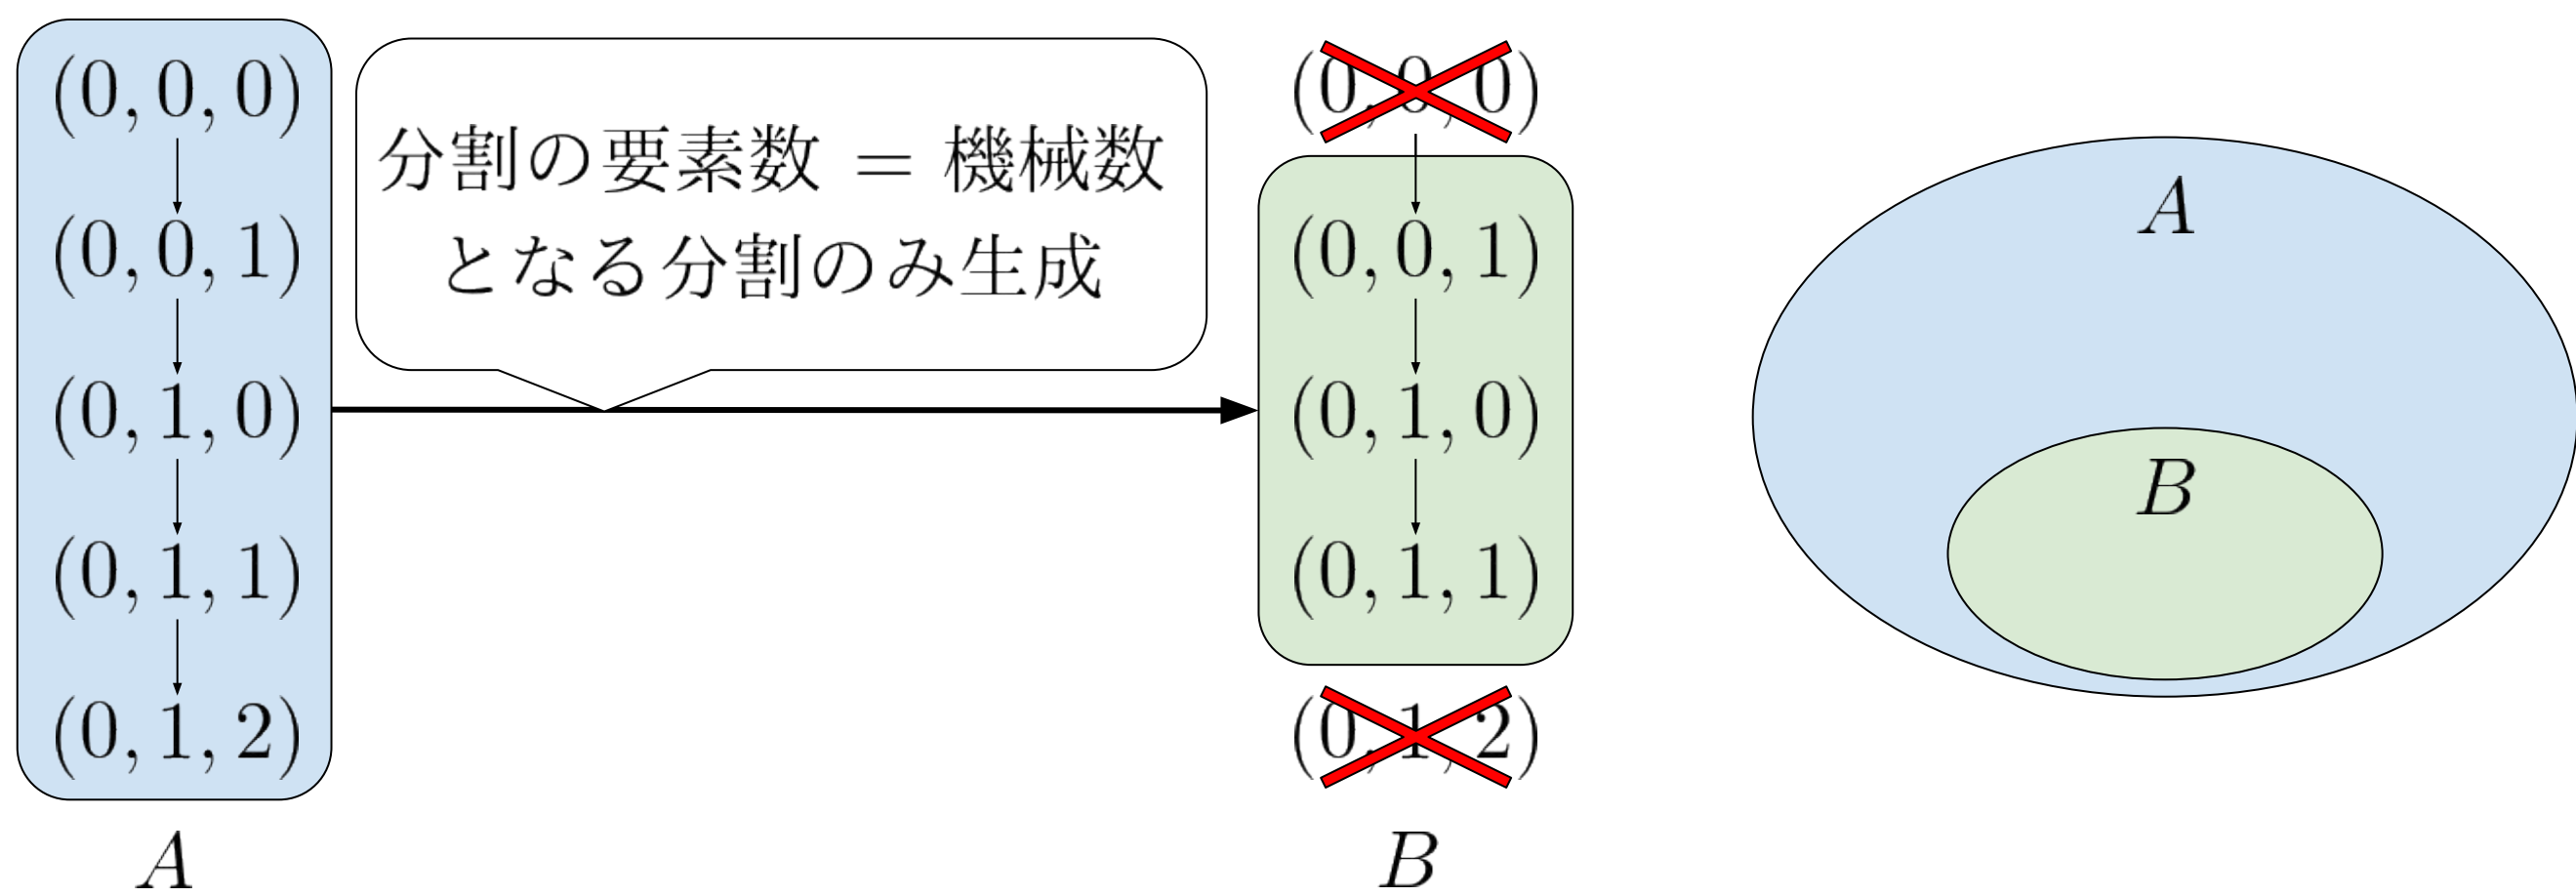 (0, 0, 0)
(0, 0, 1)
(0, 1, 0)
(0, 1, 1)
(0, 1, 2)
A
分割の要素数 = 機械数
となる分割のみ生成
(0, 0, 0)
(0, 0, 1)
(0, 1, 0)
(0, 1, 1)
(0, 1, 2)
B
A
B